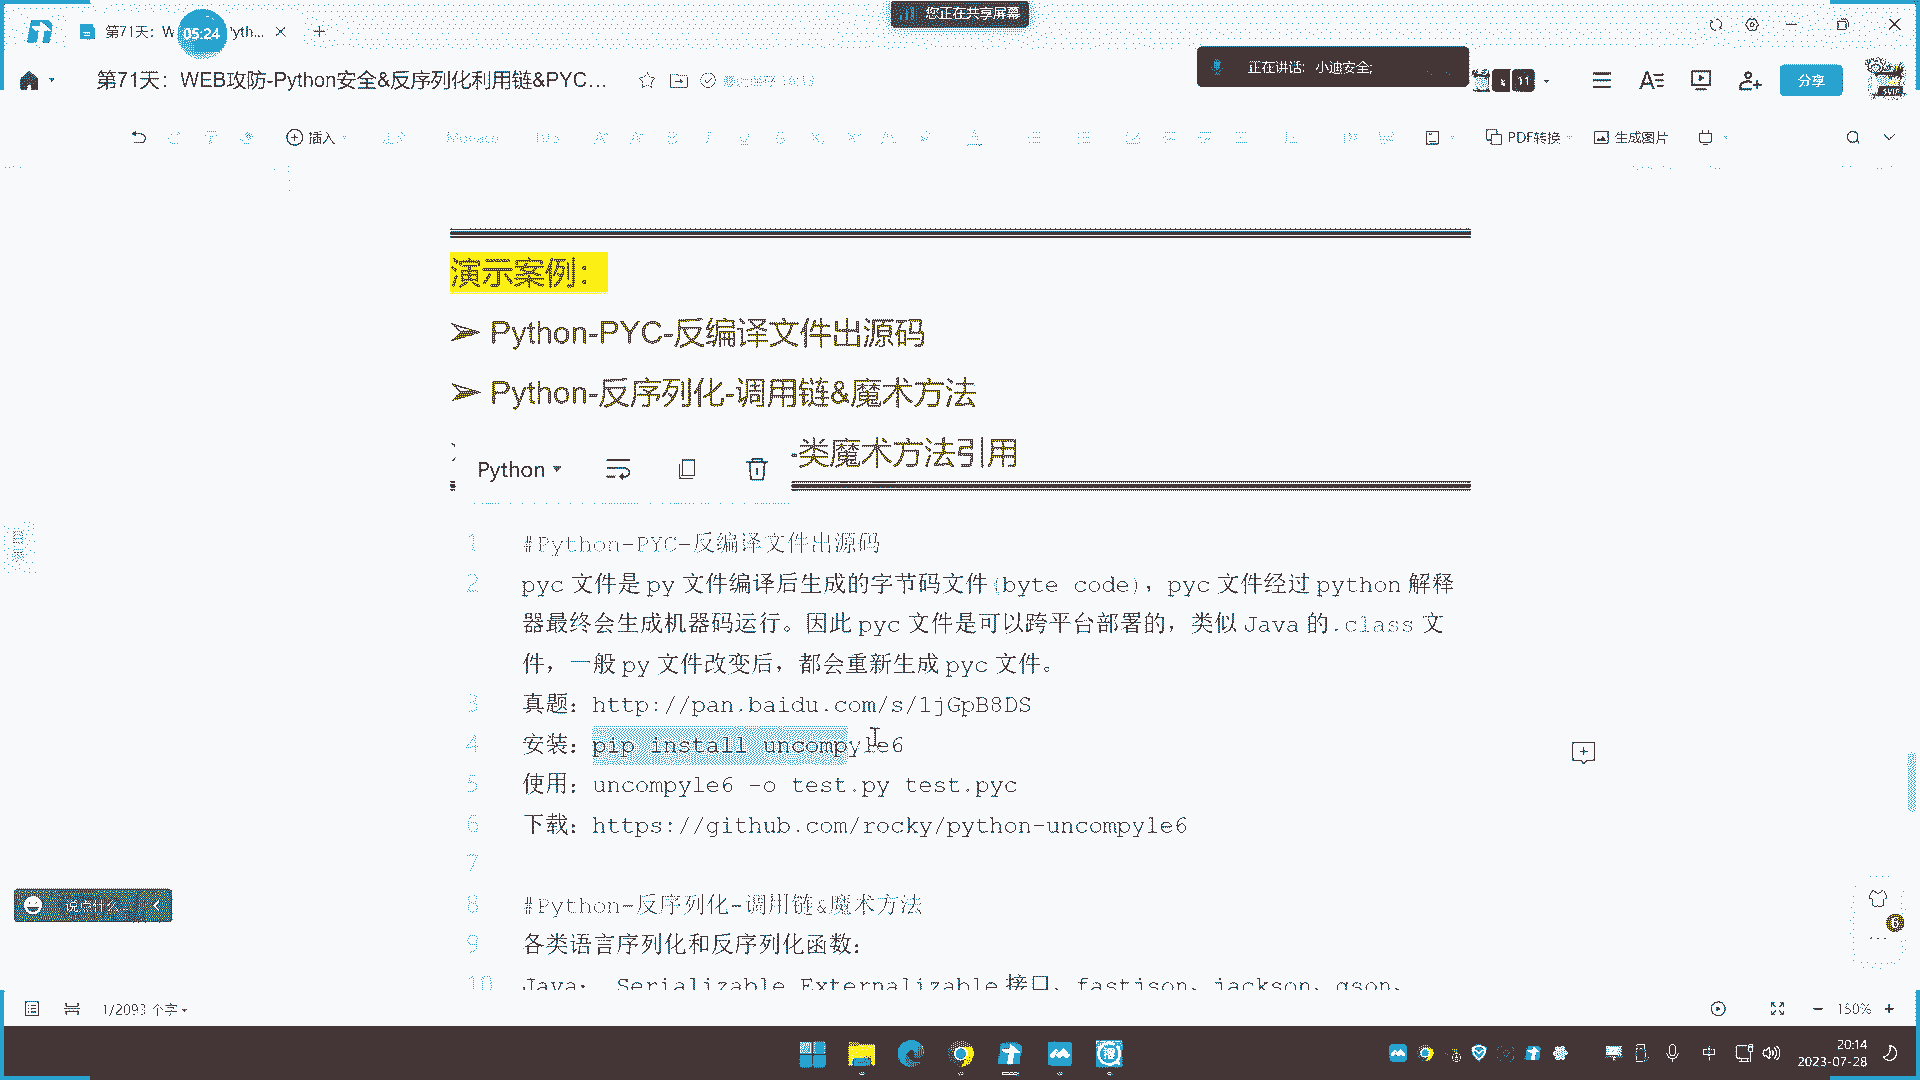 您正在共享屏幕
第71天：W
05:24
'yth...
正在讲话: 小迪安全;
第71天：WEB攻防-Python安全&反序列化利用链&PYC...
分享
插入
PDF转换
生成图片
演示案例：
➢ Python-PYC-反编译文件出源码
➢ Python-反序列化-调用链&魔术方法
-类魔术方法引用
Python
1 #Python-PYC-反编译文件出源码
2 pyc 文件是 py 文件编译后生成的字节码文件(byte code)，pyc 文件经过 python 解释
器最终会生成机器码运行。因此 pyc 文件是可以跨平台部署的，类似 Java 的.class 文
件，一般 py 文件改变后，都会重新生成 pyc 文件。
3 真题：http://pan.baidu.com/s/1jGpB8DS
4 安装：pip install uncompyle6
5 使用：uncompyle6 -o test.py test.pyc
6 下载：https://github.com/rocky/python-uncompyle6
7
8 #Python-反序列化-调用链&魔术方法
9 各类语言序列化和反序列化函数：
10 Java： Serializable Externalizable 接口、fastjson、jackson、gson、
说点什么...
1/2093 个字
150%
中
20:14
2023-07-28